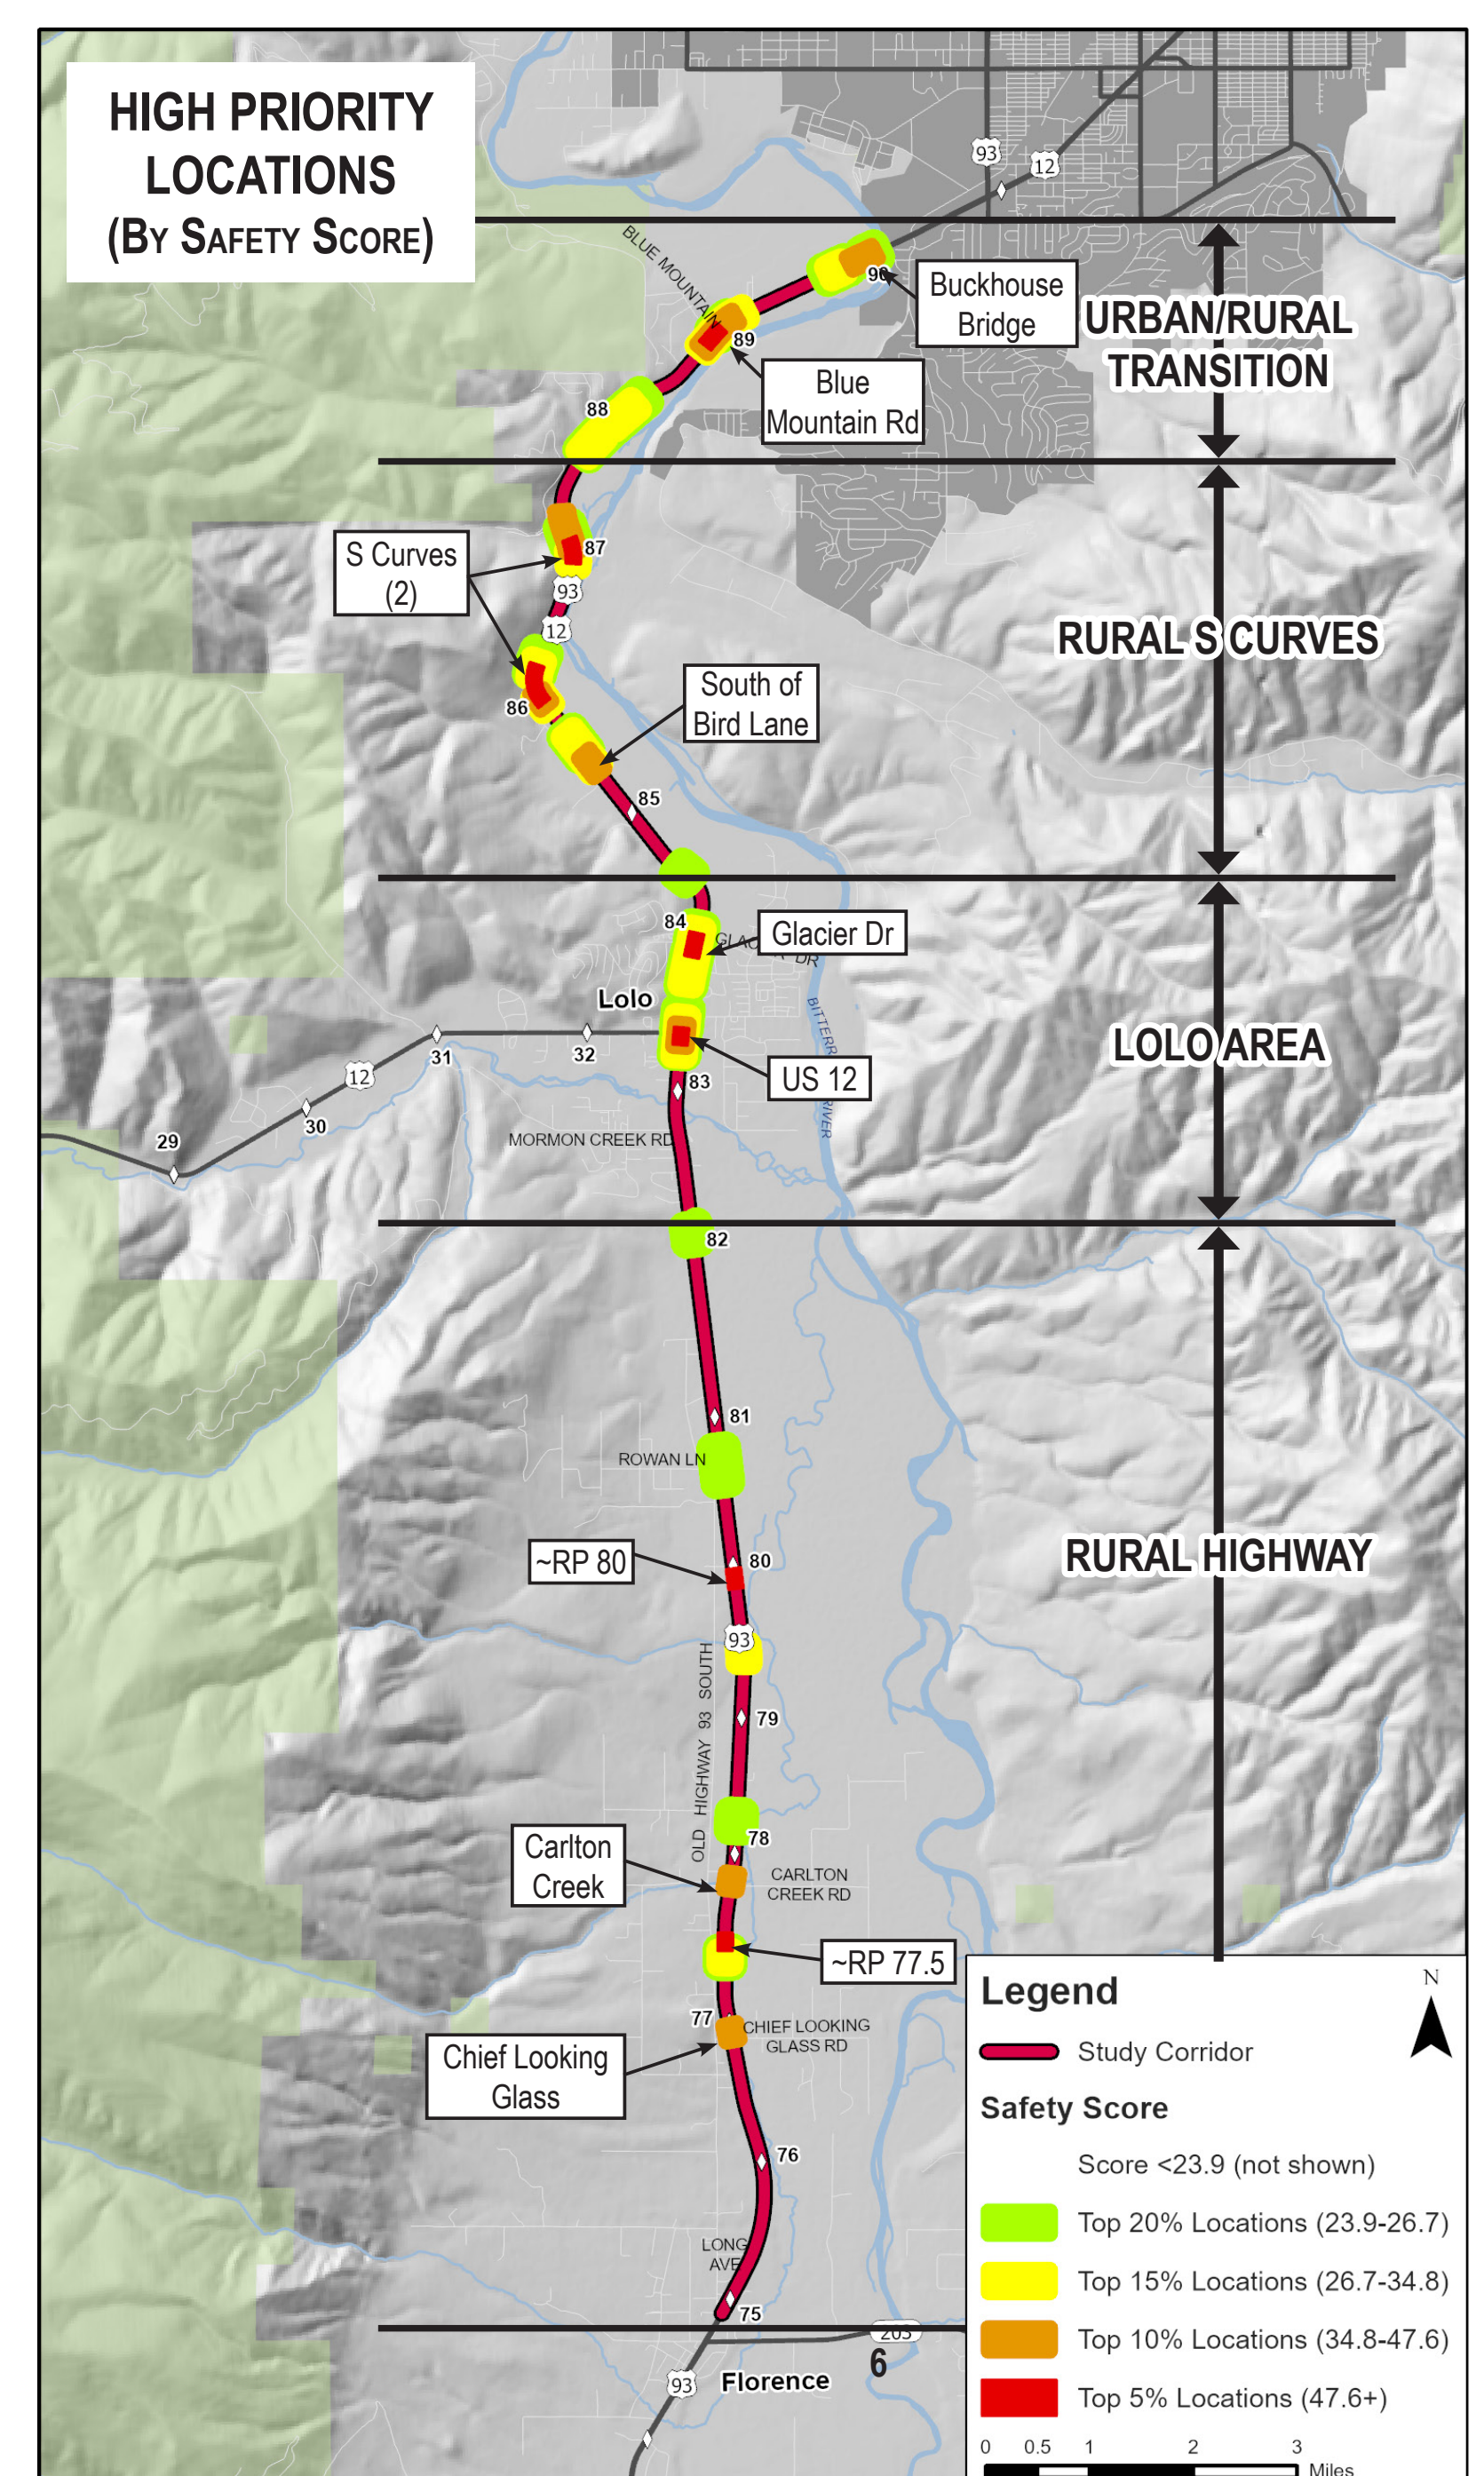 HIGH PRIORITY
LOCATIONS
(By Safety Score)
93
12
BLUE MOUNTAIN
90
Buckhouse
Bridge
URBAN/RURAL
TRANSITION
89
Blue
Mountain Rd
88
S Curves
(2)
87
93
12
RURAL S CURVES
South of
Bird Lane
86
85
84
Glacier Dr
DR
Lolo
BITTERR
RIVER
LOLO AREA
31
32
12
US 12
83
30
29
MORMON CREEK RD
82
81
ROWAN LN
~RP 80
80
RURAL HIGHWAY
93
OLD HIGHWAY 93 SOUTH
79
78
Carlton
Creek
CARLTON
CREEK RD
~RP 77.5
77
CHIEF LOOKING
GLASS RD
Chief Looking
Glass
76
LONG
AVE
75
203
6
93
Florence
Legend
N
Study Corridor
Safety Score
Score <23.9 (not shown)
Top 20% Locations (23.9-26.7)
Top 15% Locations (26.7-34.8)
Top 10% Locations (34.8-47.6)
Top 5% Locations (47.6+)
0 0.5 1 2 3
Miles